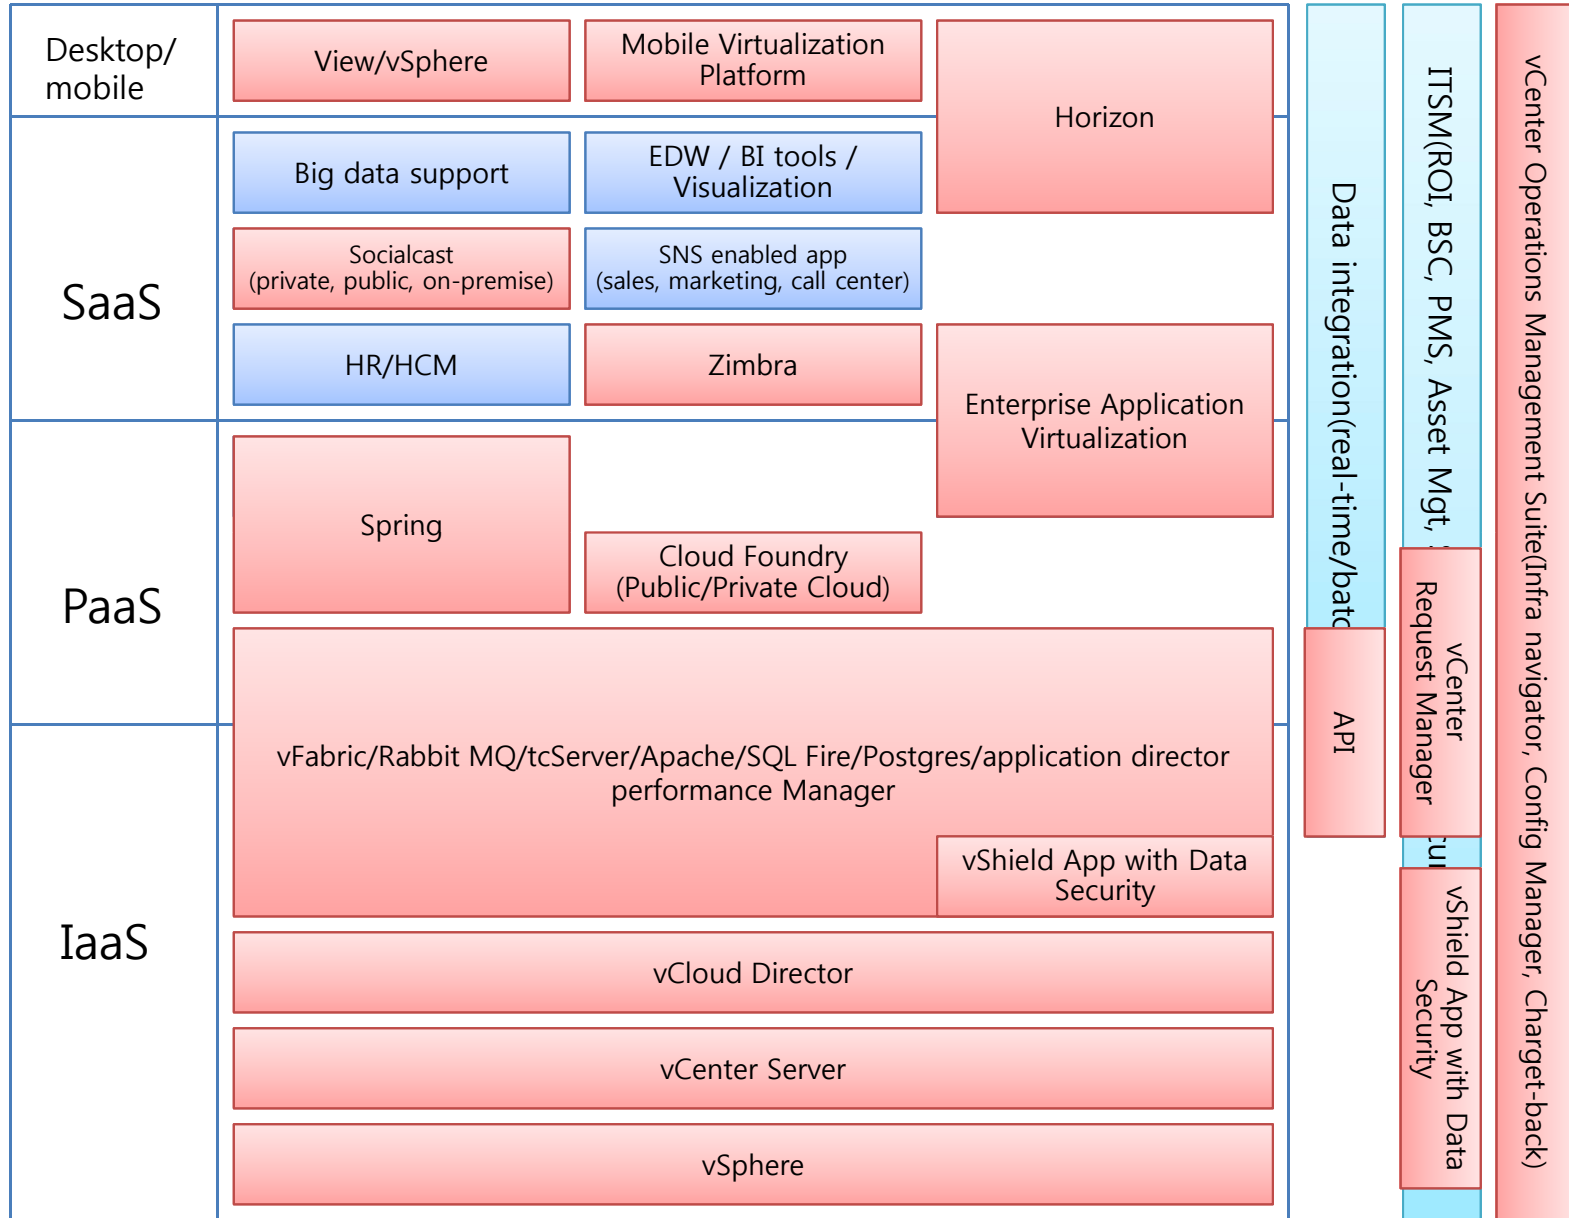 Desktop/
mobile
View/vSphere
Mobile Virtualization
Platform
Horizon
SaaS
Big data support
EDW / BI tools /
Visualization
Socialcast
(private, public, on-premise)
SNS enabled app
(sales, marketing, call center)
HR/HCM
Zimbra
Enterprise Application
Virtualization
PaaS
Spring
Cloud Foundry
(Public/Private Cloud)
IaaS
vFabric/Rabbit MQ/tcServer/Apache/SQL Fire/Postgres/application director
performance Manager
vShield App with Data
Security
vCloud Director
vCenter Server
vSphere
Data integration(real-time/batc
API
ITSM(ROI, BSC, PMS, Asset Mgt,
vCenter
Request Manager
vShield App with Data
Security
vCenter Operations Management Suite(Infra navigator, Config Manager, Charget-back)